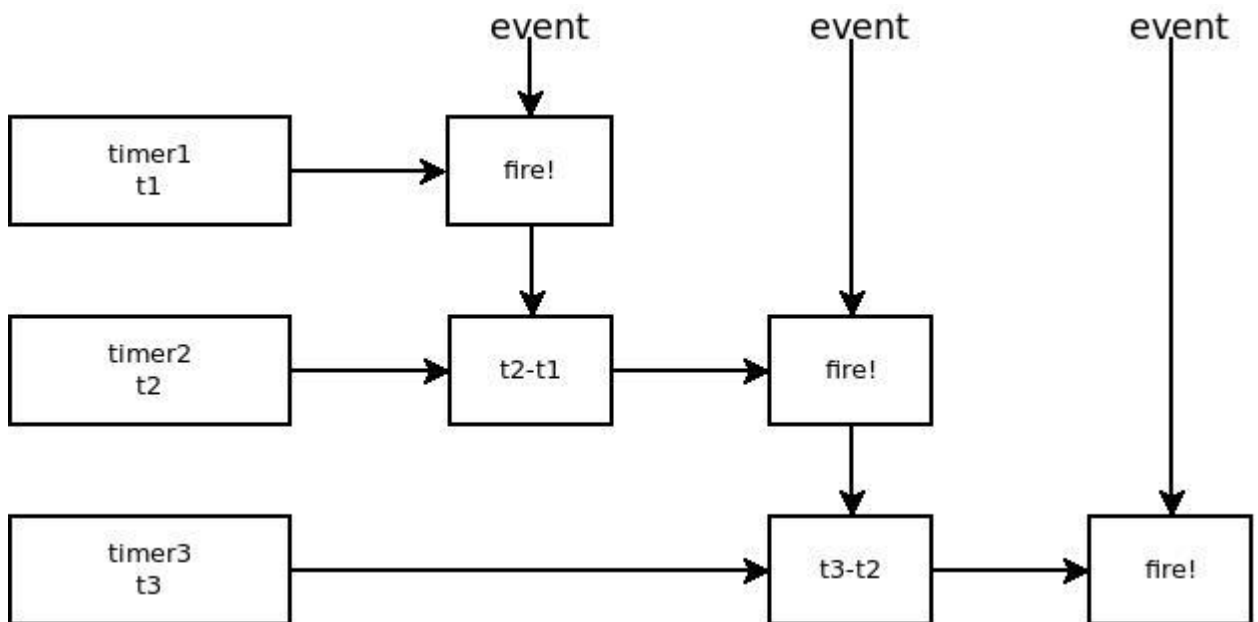 event
event
event
timer1
t1
fire!
timer2
t2
t2-t1
fire!
timer3
t3
t3-t2
fire!